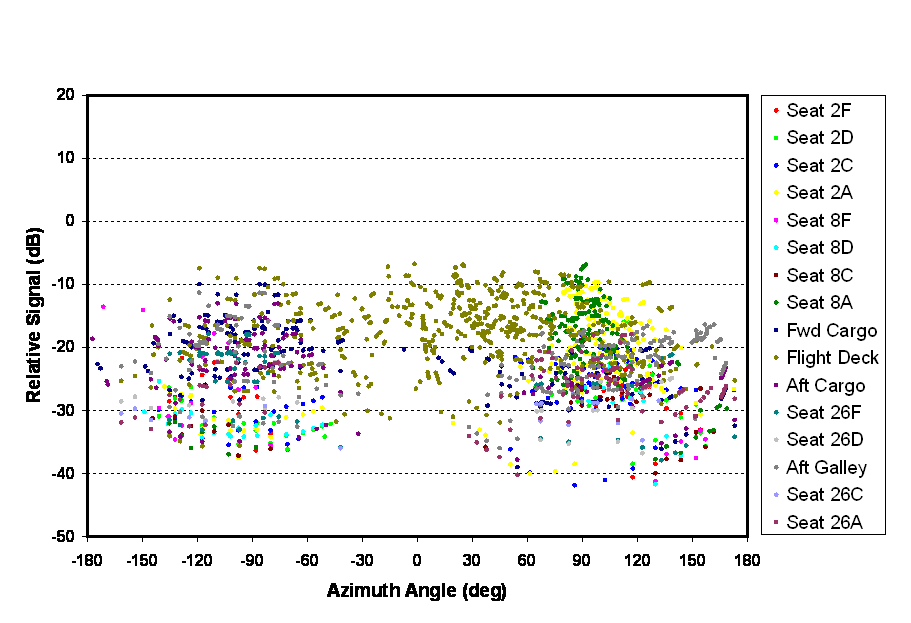 20
10
0
-10
-20
-30
-40
-50
Relative Signal (dB)
-180 -150 -120 -90 -60 -30 0 30 60 90 120 150 180
Azimuth Angle (deg)
Seat 2F
Seat 2D
Seat 2C
Seat 2A
Seat 8F
Seat 8D
Seat 8C
Seat 8A
Fwd Cargo
Flight Deck
Aft Cargo
Seat 26F
Seat 26D
Aft Galley
Seat 26C
Seat 26A